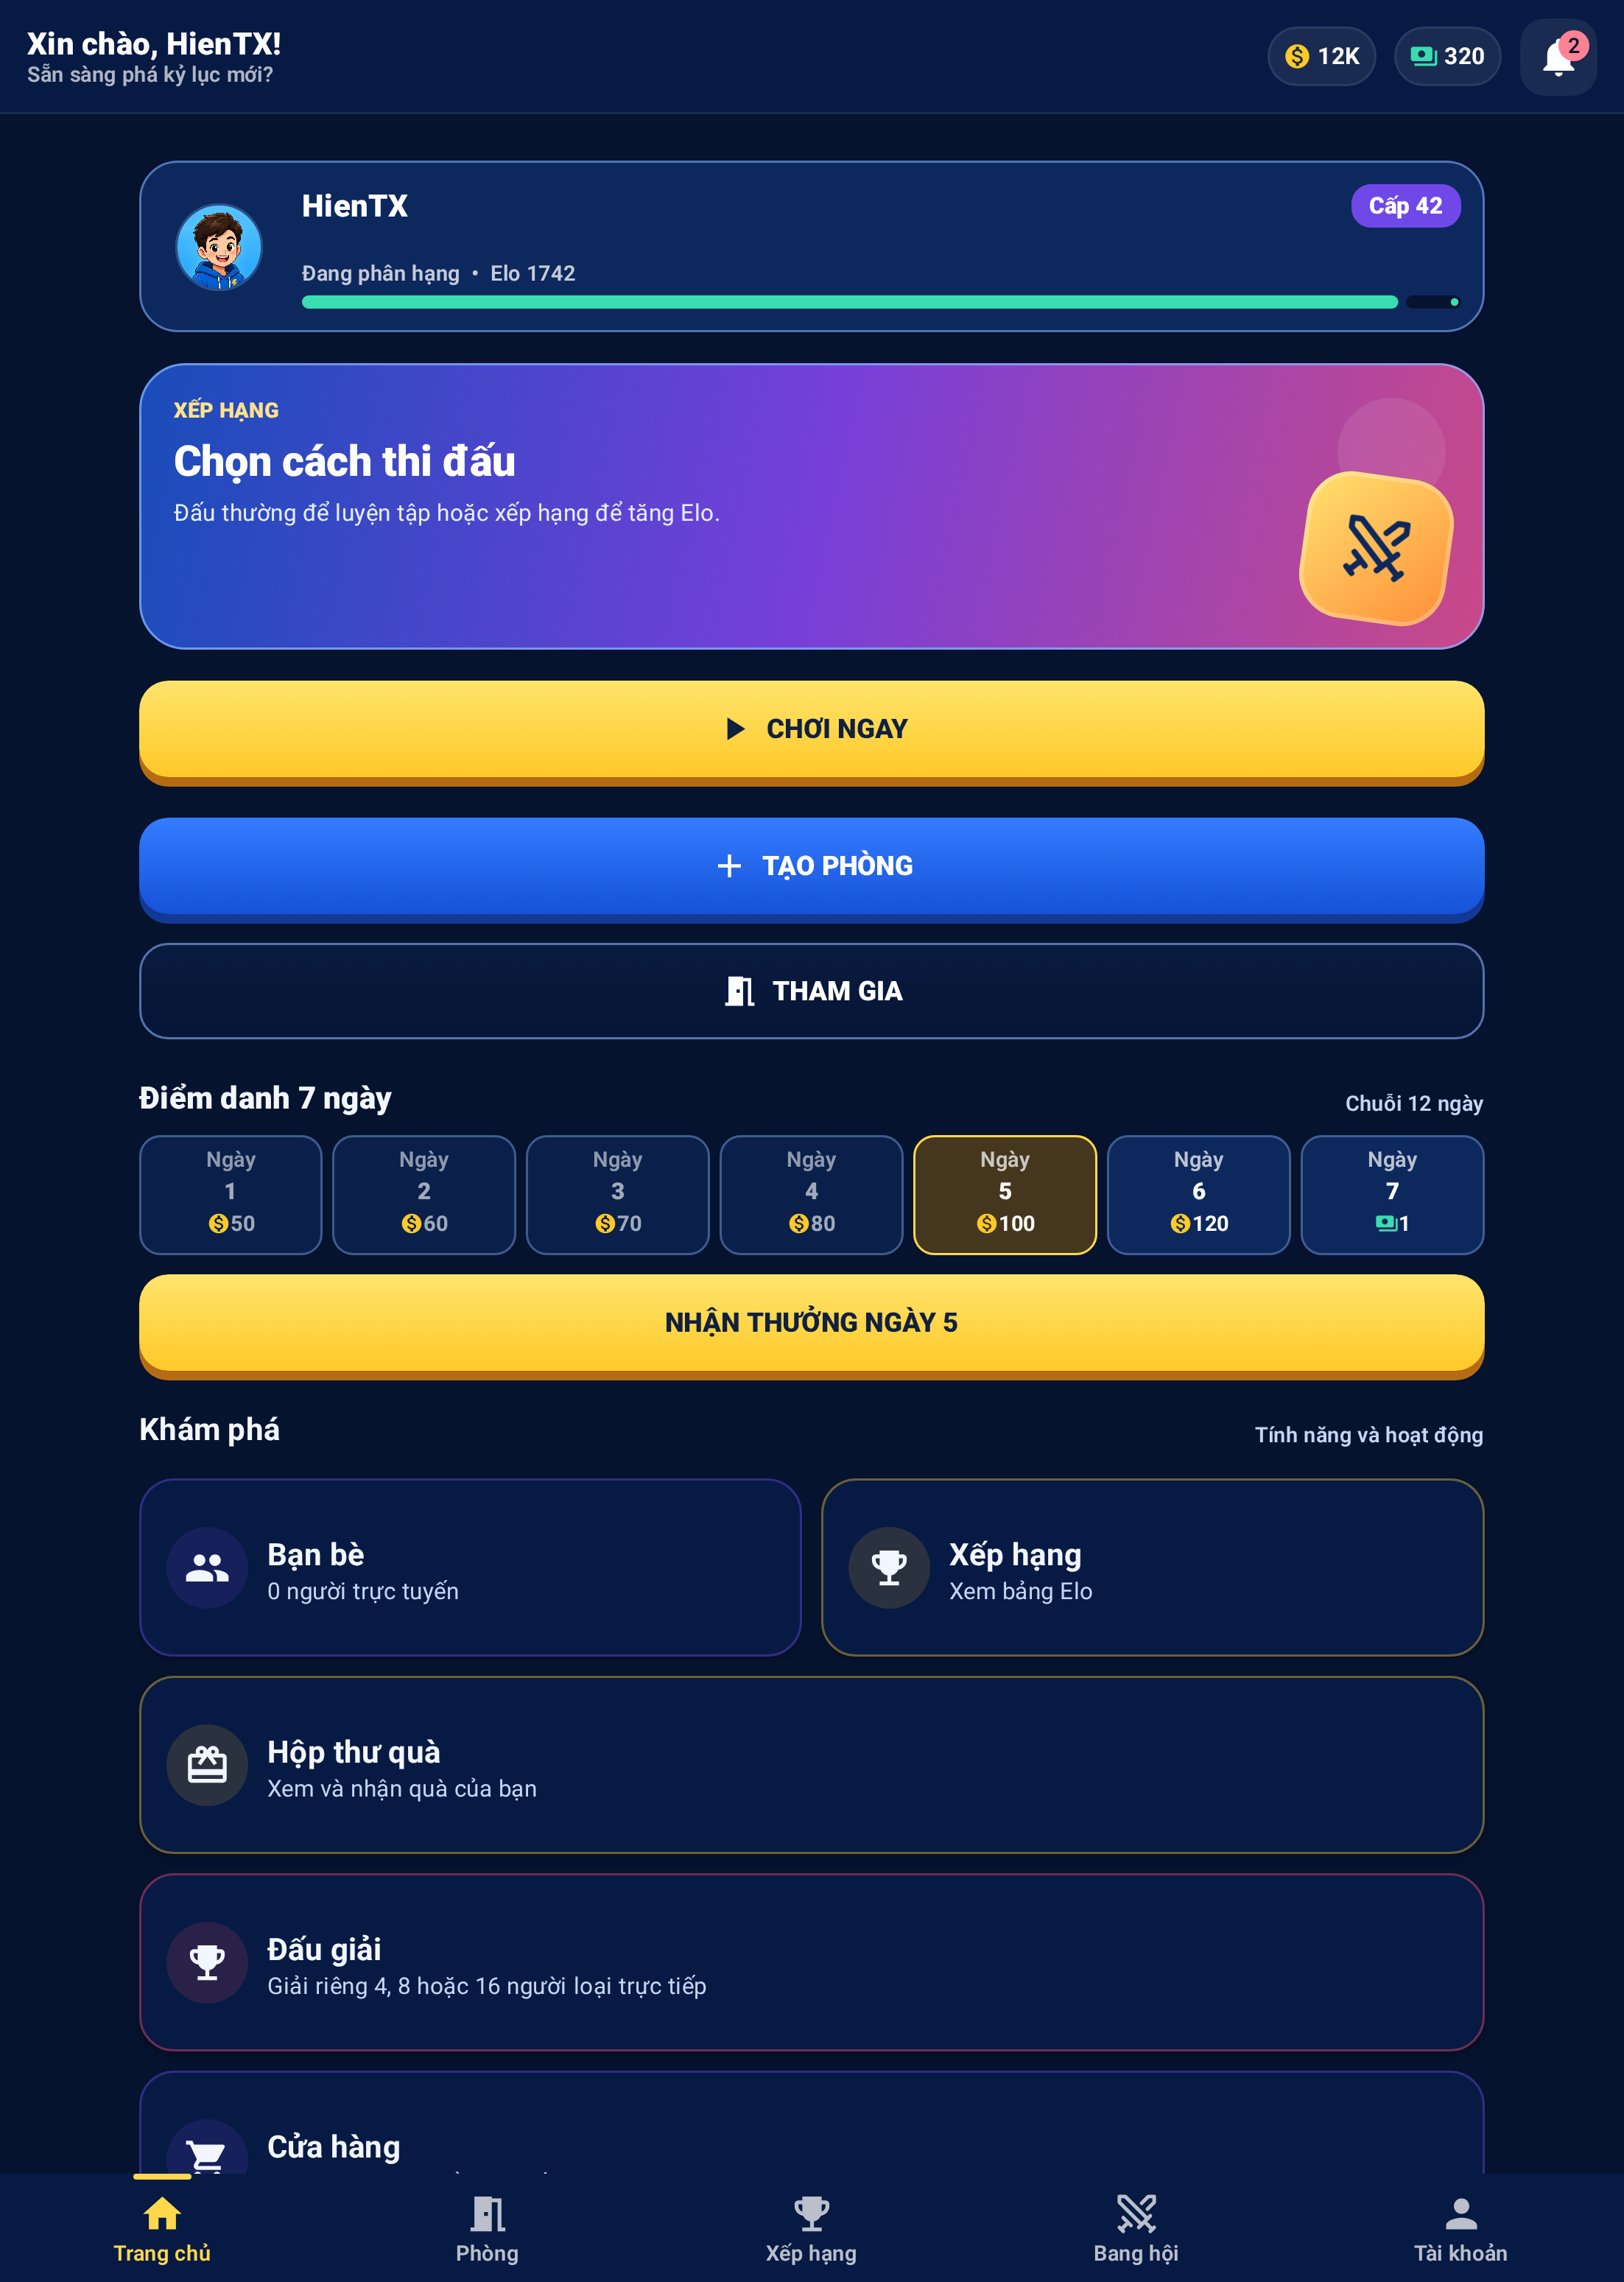 Xin chào, HienTX!
Sẵn sàng phá kỷ lục mới?
12K
320
2
HienTX
Cấp 42
Đang phân hạng • Elo 1742
XẾP HẠNG
Chọn cách thi đấu
Đấu thường để luyện tập hoặc xếp hạng để tăng Elo.
CHƠI NGAY
TẠO PHÒNG
THAM GIA
Điểm danh 7 ngày
Chuỗi 12 ngày
Ngày
1
50
Ngày
2
60
Ngày
3
70
Ngày
4
80
Ngày
5
100
Ngày
6
120
Ngày
7
1
NHẬN THƯỞNG NGÀY 5
Khám phá
Tính năng và hoạt động
Bạn bè
0 người trực tuyến
Xếp hạng
Xem bảng Elo
Hộp thư quà
Xem và nhận quà của bạn
Đấu giải
Giải riêng 4, 8 hoặc 16 người loại trực tiếp
Cửa hàng
Trang chủ
Phòng
Xếp hạng
Bang hội
Tài khoản